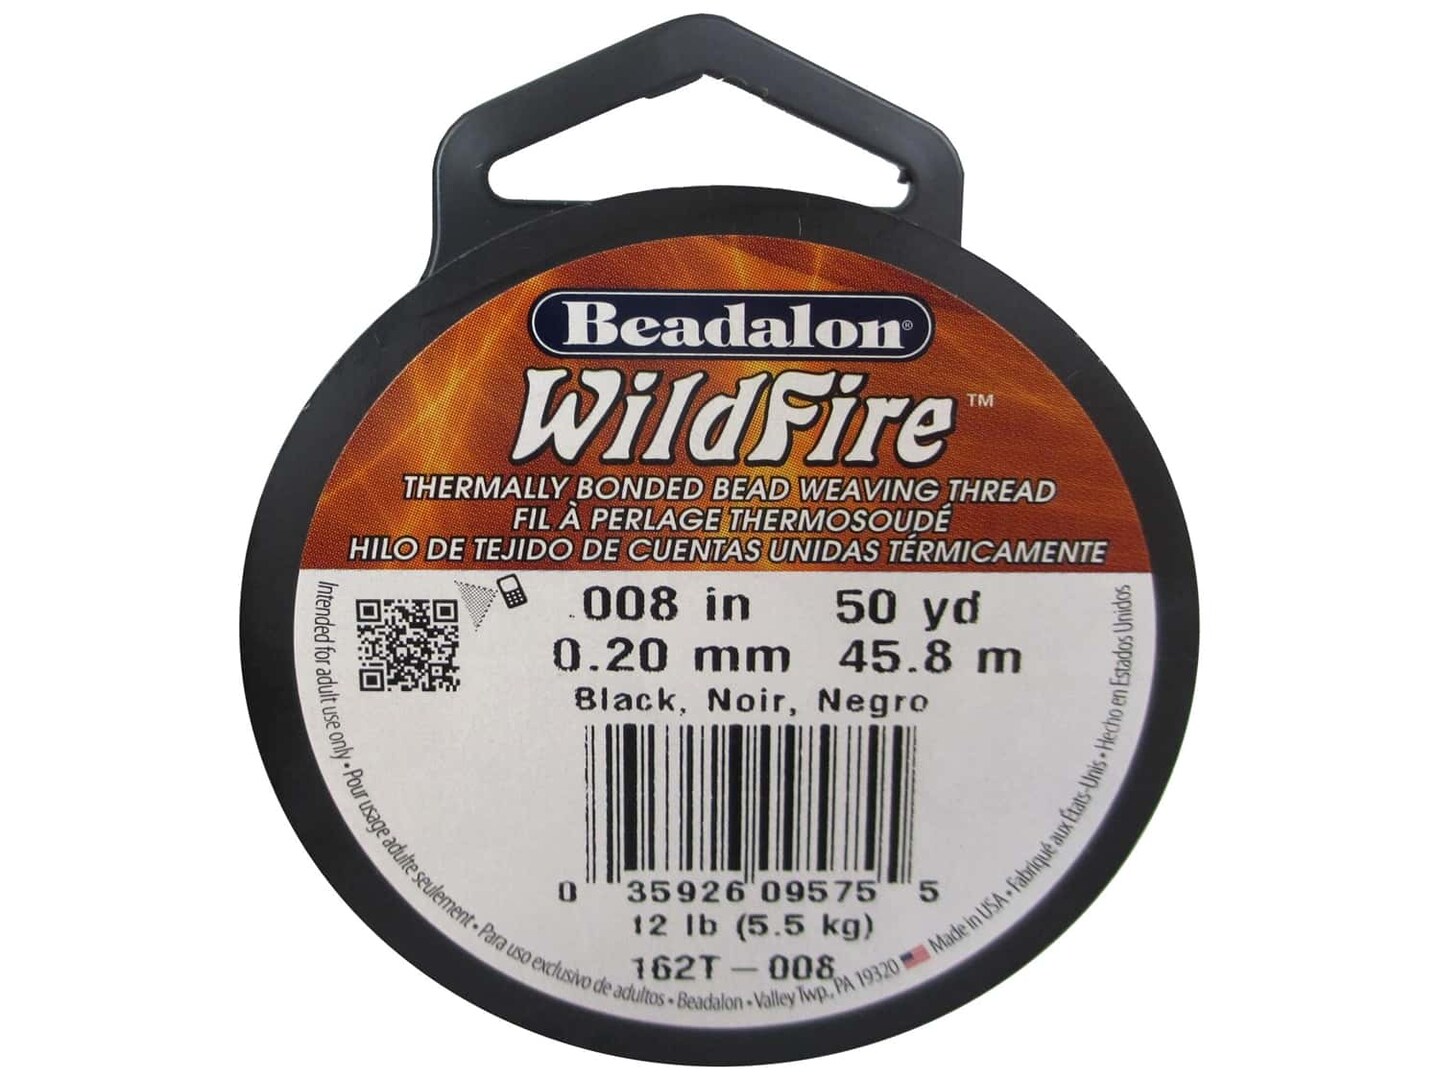 Beadalon®
WildFire™
THERMALLY BONDED BEAD WEAVING THREAD
FIL À PERLAGE THERMOSOUDÉ
HILO DE TEJIDO DE CUENTAS UNIDAS TÉRMICAMENTE
.008 in 50 yd
0.20 mm 45.8 m
Black, Noir, Negro
0 35926 09575 5
12 lb (5.5 kg)
162T - 008
Intended for adult use only • Pour usage adulte seulement • Para uso exclusivo de adultos • Beadalon • Valley Twp., PA 19320 Made in USA • Fabriqué aux États-Unis • Hecho en Estados Unidos